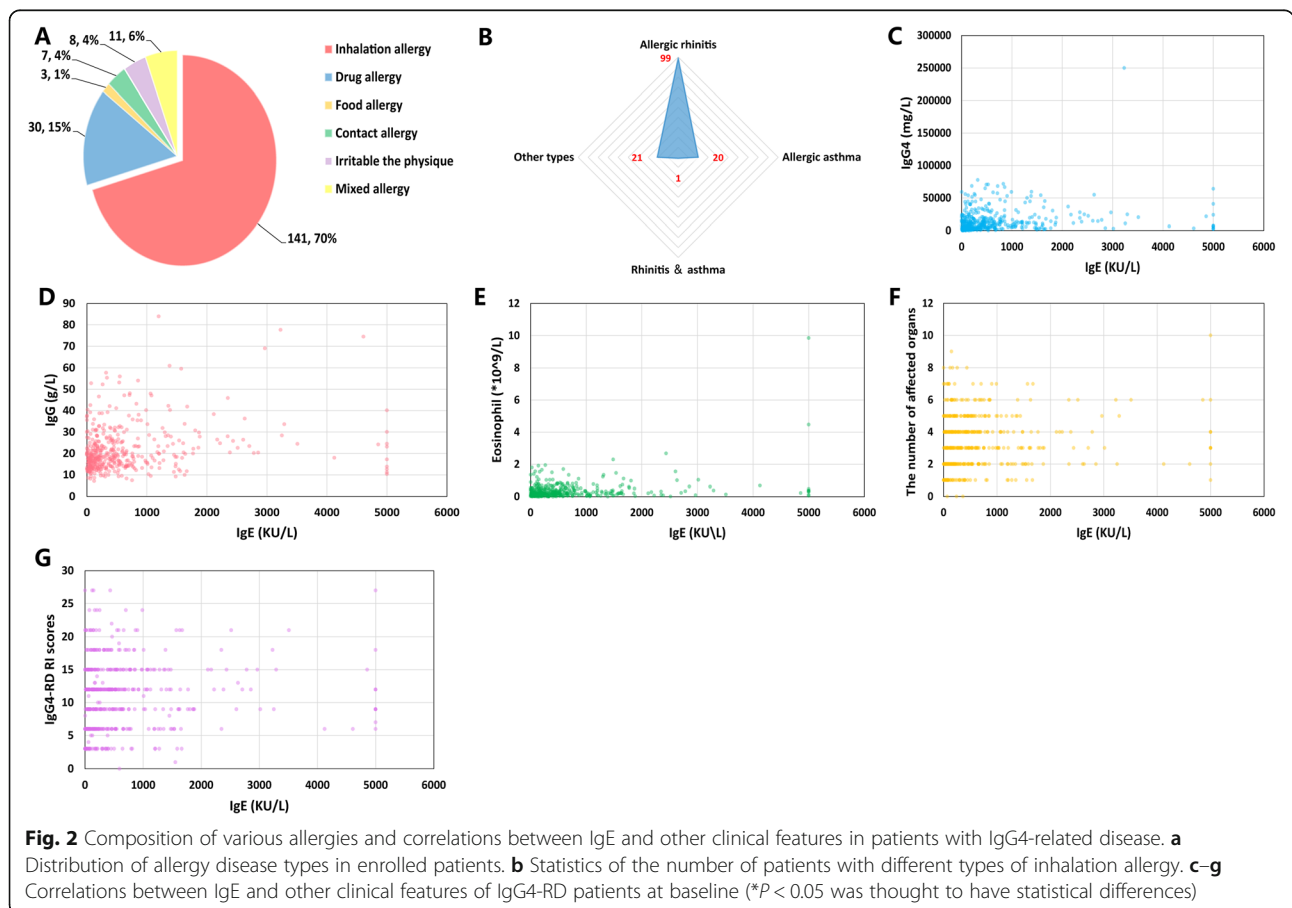 A
11, 6%
8, 4%
7, 4%
3, 1%
30, 15%
141, 70%
Inhalation allergy
Drug allergy
Food allergy
Contact allergy
Irritable the physique
Mixed allergy
B
Allergic rhinitis
99
Other types
21
20
Allergic asthma
1
Rhinitis & asthma
C
IgG4 (mg/L)
300000
250000
200000
150000
100000
50000
0
0 1000 2000 3000 4000 5000 6000
IgE (KU/L)
D
IgG (g/L)
90
80
70
60
50
40
30
20
10
0
0 1000 2000 3000 4000 5000 6000
IgE (KU/L)
E
Eosinophil (*10^9/L)
12
10
8
6
4
2
0
0 1000 2000 3000 4000 5000 6000
IgE (KU\L)
F
The number of affected organs
12
10
8
6
4
2
0
0 1000 2000 3000 4000 5000 6000
IgE (KU/L)
G
IgG4-RD RI scores
30
25
20
15
10
5
0
0 1000 2000 3000 4000 5000 6000
IgE (KU/L)
Fig. 2 Composition of various allergies and correlations between IgE and other clinical features in patients with IgG4-related disease. a
Distribution of allergy disease types in enrolled patients. b Statistics of the number of patients with different types of inhalation allergy. c–g
Correlations between IgE and other clinical features of IgG4-RD patients at baseline (*P < 0.05 was thought to have statistical differences)